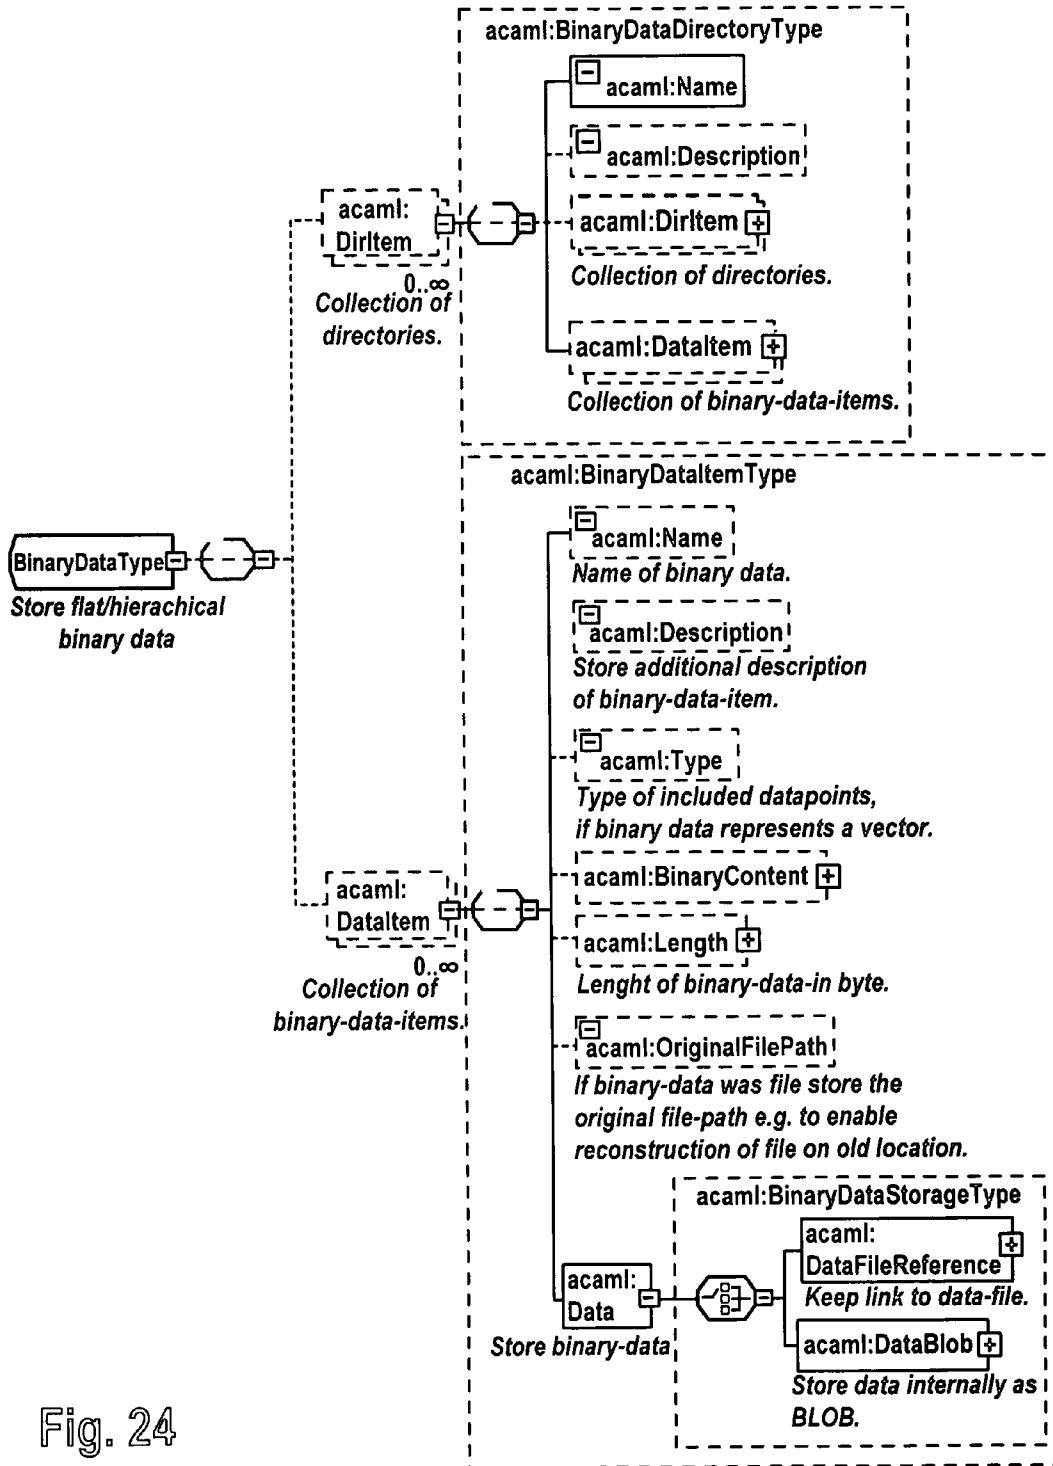 acaml:BinaryDataDirectoryType
acaml:Name
acaml:Description
acaml:
DirItem
0..∞
Collection of
directories.
acaml:DirItem
Collection of directories.
acaml:DataItem
Collection of binary-data-items.
BinaryDataType
Store flat/hierachical
binary data
acaml:BinaryDataItemType
acaml:Name
Name of binary data.
acaml:Description
Store additional description
of binary-data-item.
acaml:Type
Type of included datapoints,
if binary data represents a vector.
acaml:
DataItem
0..∞
Collection of
binary-data-items.
acaml:BinaryContent
acaml:Length
Lenght of binary-data-in byte.
acaml:OriginalFilePath
If binary-data was file store the
original file-path e.g. to enable
reconstruction of file on old location.
acaml:
Data
Store binary-data
acaml:BinaryDataStorageType
acaml:
DataFileReference
Keep link to data-file.
acaml:DataBlob
Store data internally as
BLOB.
Fig. 24